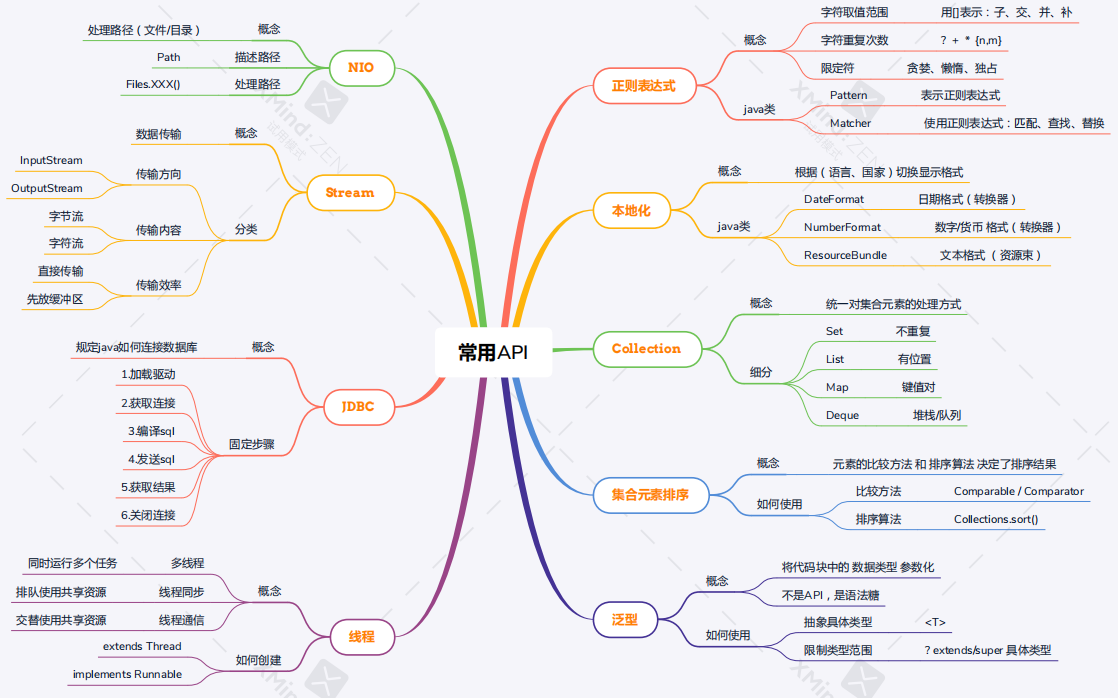 常用API
正则表达式
概念
字符取值范围 用[]表示：子、交、并、补
字符重复次数 ? + * {n,m}
限定符 贪婪、懒惰、独占
java类
Pattern 表示正则表达式
Matcher 使用正则表达式：匹配、查找、替换
本地化
概念 根据（语言、国家）切换显示格式
java类
DateFormat 日期格式（转换器）
NumberFormat 数字/货币 格式（转换器）
ResourceBundle 文本格式 （资源束）
Collection
概念 统一对集合元素的处理方式
细分
Set 不重复
List 有位置
Map 键值对
Deque 堆栈/队列
集合元素排序
概念 元素的比较方法 和 排序算法 决定了排序结果
如何使用
比较方法 Comparable / Comparator
排序算法 Collections.sort()
泛型
概念
将代码块中的 数据类型 参数化
不是API，是语法糖
如何使用
抽象具体类型 <T>
限制类型范围 ? extends/super 具体类型
NIO
处理路径（文件/目录） 概念
Path 描述路径
Files.XXX() 处理路径
Stream
数据传输 概念
分类
传输方向
InputStream
OutputStream
传输内容
字节流
字符流
传输效率
直接传输
先放缓冲区
JDBC
规定java如何连接数据库 概念
固定步骤
1.加载驱动
2.获取连接
3.编译sql
4.发送sql
5.获取结果
6.关闭连接
线程
概念
同时运行多个任务 多线程
排队使用共享资源 线程同步
交替使用共享资源 线程通信
如何创建
extends Thread
implements Runnable
XMind:ZEN
试用模式
XMind:ZEN
试用模式